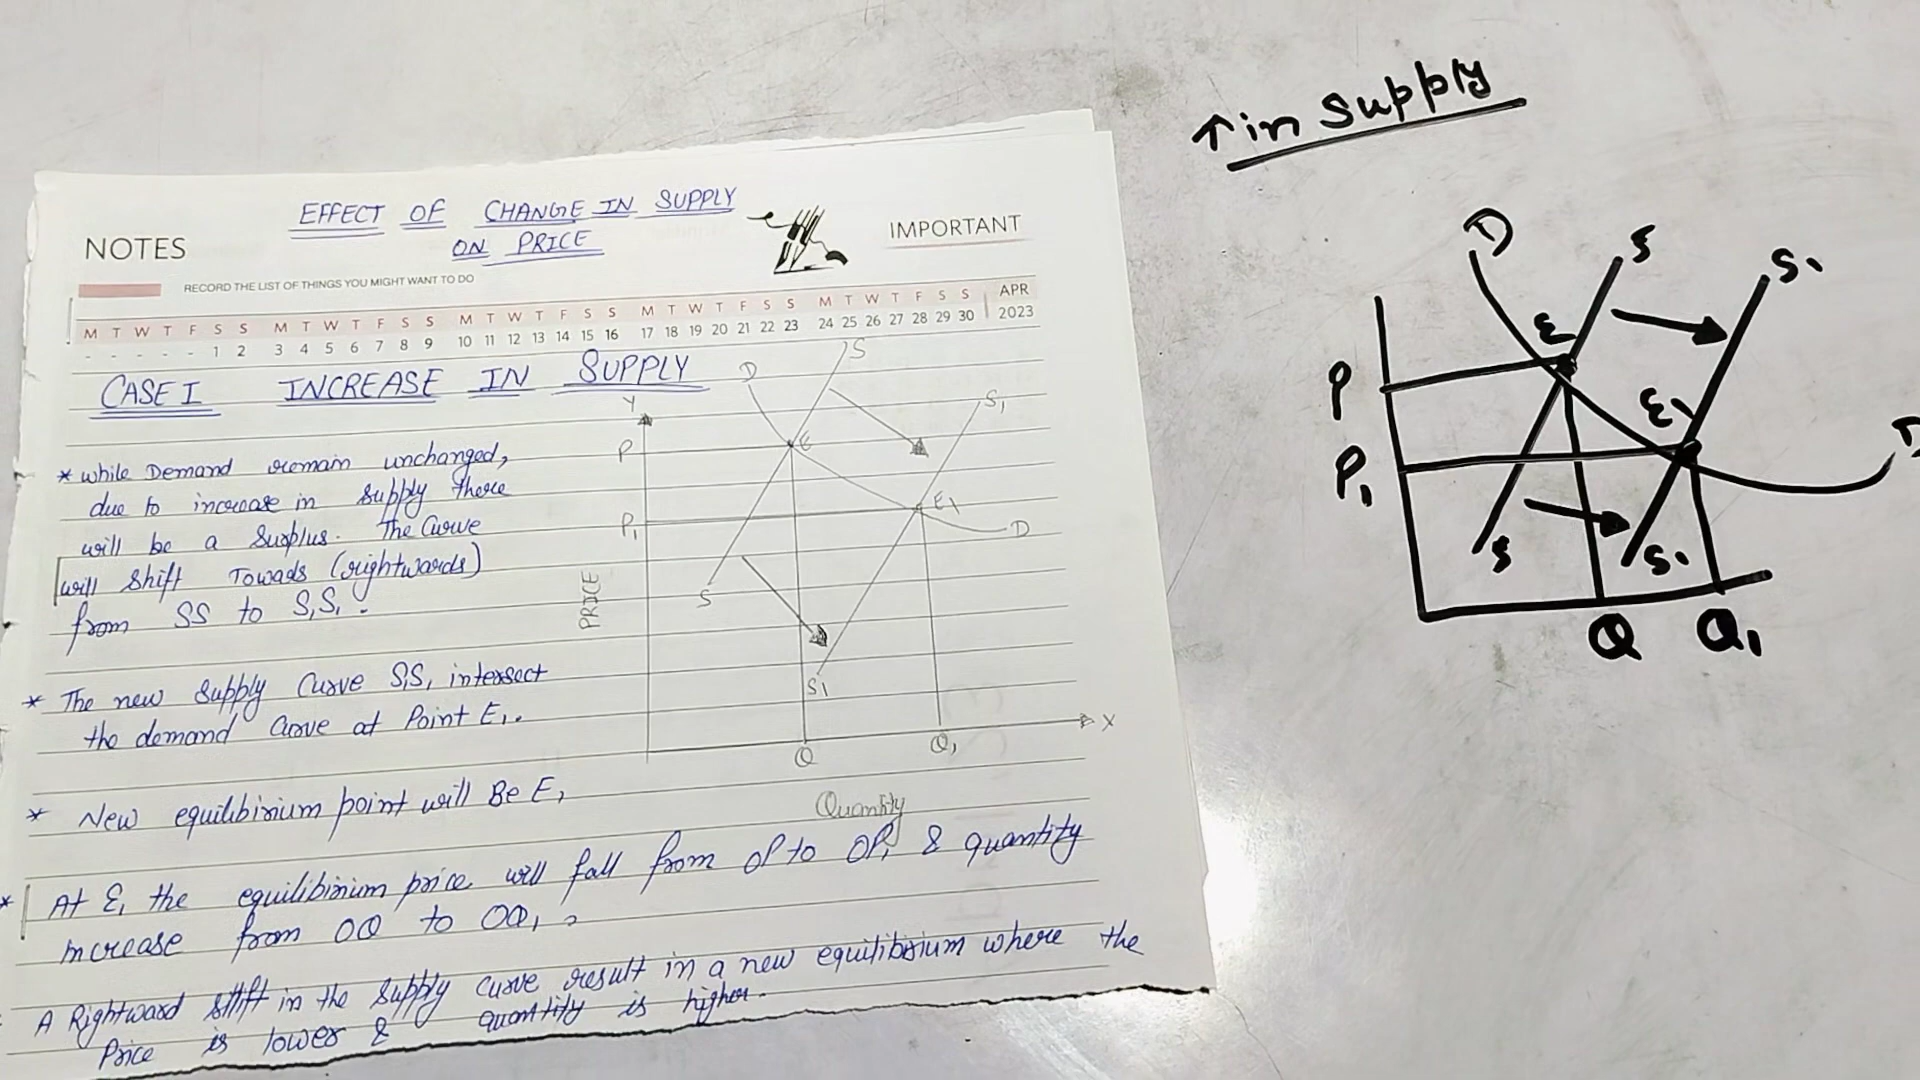 EFFECT OF CHANGE IN SUPPLY
ON PRICE
NOTES
IMPORTANT
RECORD THE LIST OF THINGS YOU MIGHT WANT TO DO
M T W T F S S M T W T F S S M T W T F S S M T W T F S S M T W T F S S APR
- - - - - 1 2 3 4 5 6 7 8 9 10 11 12 13 14 15 16 17 18 19 20 21 22 23 24 25 26 27 28 29 30 2023
CASE I INCREASE IN SUPPLY
* while Demand remain unchanged,
due to increase in supply there
will be a Surplus. The Curve
will shift Towads (rightwards)
from SS to S1S1.
* The new supply Curve S1S1 intersect
the demand curve at Point E1.
* New equilibirium point will Be E1
* At E1 the equilibirium price will fall from OP to OP1 & quantity
increase from OQ to OQ1.
A Rightward shift in the supply curve result in a new equilibrium where the
Price is lower & quantity is higher.
Y
D
S
S1
P
E
P1
E1
D
PRICE
S
S1
Q
Q1
X
Quantity
↑ in Supply
D
S
S1
E
P
E1
P1
D
S
S1
Q
Q1